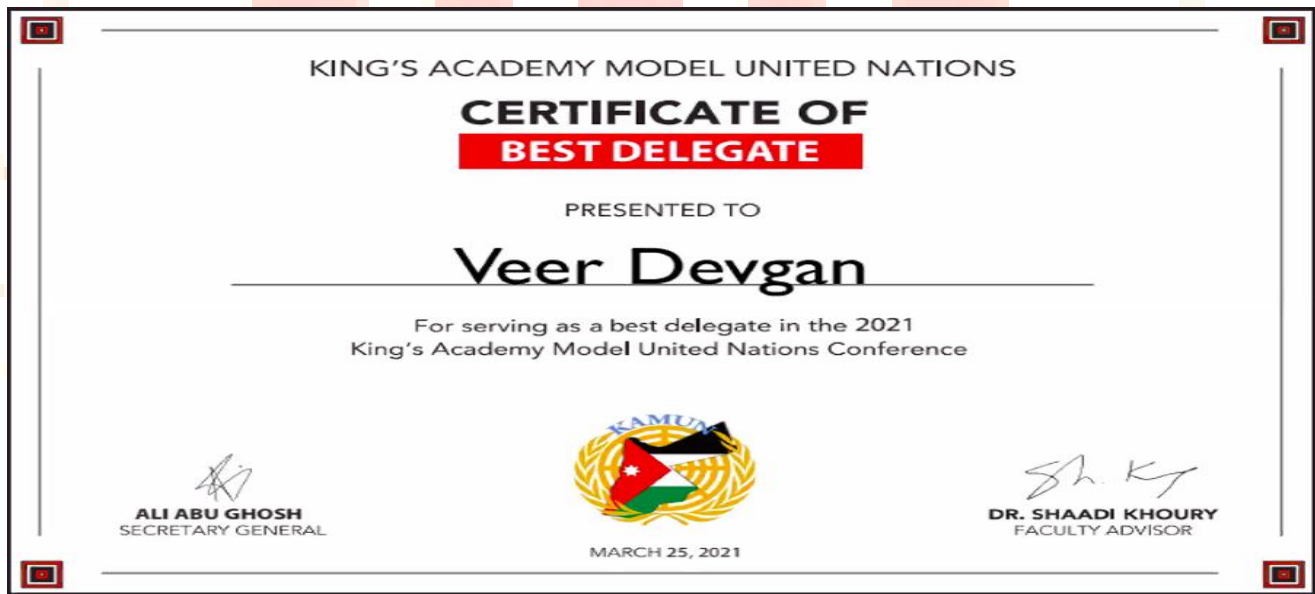 KING'S ACADEMY MODEL UNITED NATIONS
CERTIFICATE OF
BEST DELEGATE
PRESENTED TO
Veer Devgan
For serving as a best delegate in the 2021
King's Academy Model United Nations Conference
KAMUN
ALI ABU GHOSH
SECRETARY GENERAL
Sh. K
DR. SHAADI KHOURY
FACULTY ADVISOR
MARCH 25, 2021